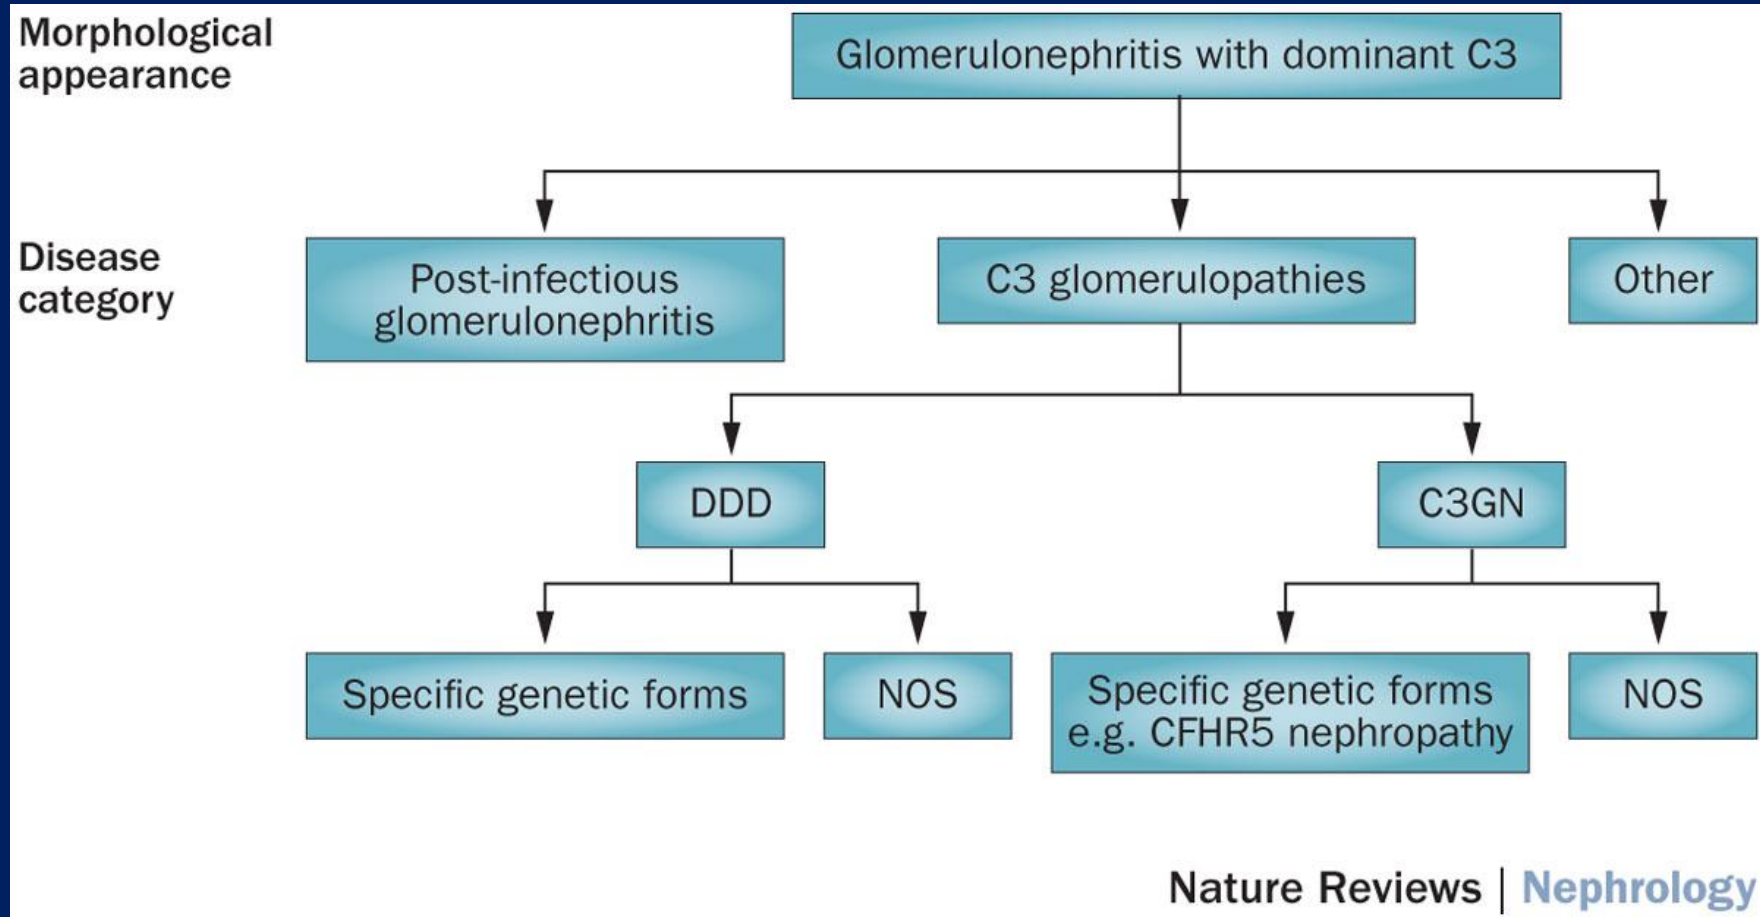 Morphological
appearance
Glomerulonephritis with dominant C3
Disease
category
Post-infectious
glomerulonephritis
C3 glomerulopathies
Other
DDD
C3GN
Specific genetic forms
NOS
Specific genetic forms
e.g. CFHR5 nephropathy
NOS
Nature Reviews | Nephrology